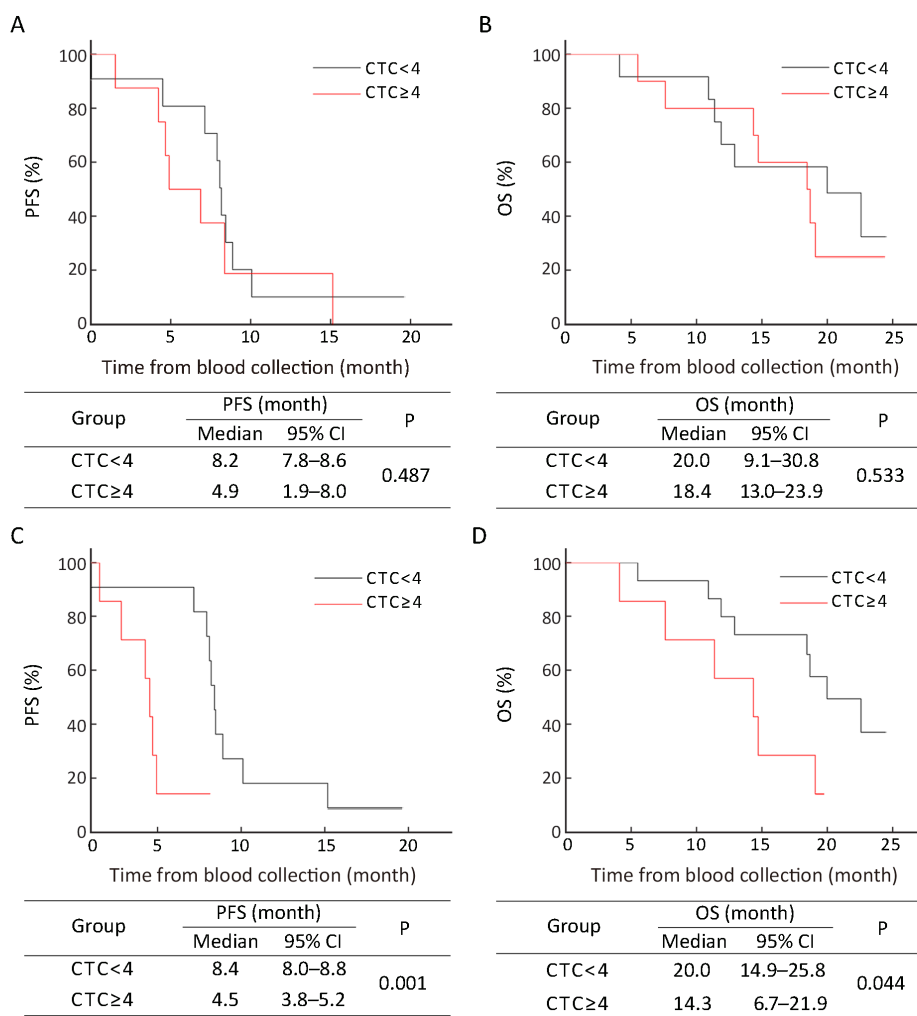 A
100
80
60
40
20
0
PFS (%)
CTC<4
CTC≥4
0 5 10 15 20
Time from blood collection (month)
Group PFS (month) P
Median 95% CI
CTC<4 8.2 7.8–8.6 0.487
CTC≥4 4.9 1.9–8.0
B
100
80
60
40
20
0
OS (%)
CTC<4
CTC≥4
0 5 10 15 20 25
Time from blood collection (month)
Group OS (month) P
Median 95% CI
CTC<4 20.0 9.1–30.8 0.533
CTC≥4 18.4 13.0–23.9
C
100
80
60
40
20
0
PFS (%)
CTC<4
CTC≥4
0 5 10 15 20
Time from blood collection (month)
Group PFS (month) P
Median 95% CI
CTC<4 8.4 8.0–8.8 0.001
CTC≥4 4.5 3.8–5.2
D
100
80
60
40
20
0
OS (%)
CTC<4
CTC≥4
0 5 10 15 20 25
Time from blood collection (month)
Group OS (month) P
Median 95% CI
CTC<4 20.0 14.9–25.8 0.044
CTC≥4 14.3 6.7–21.9